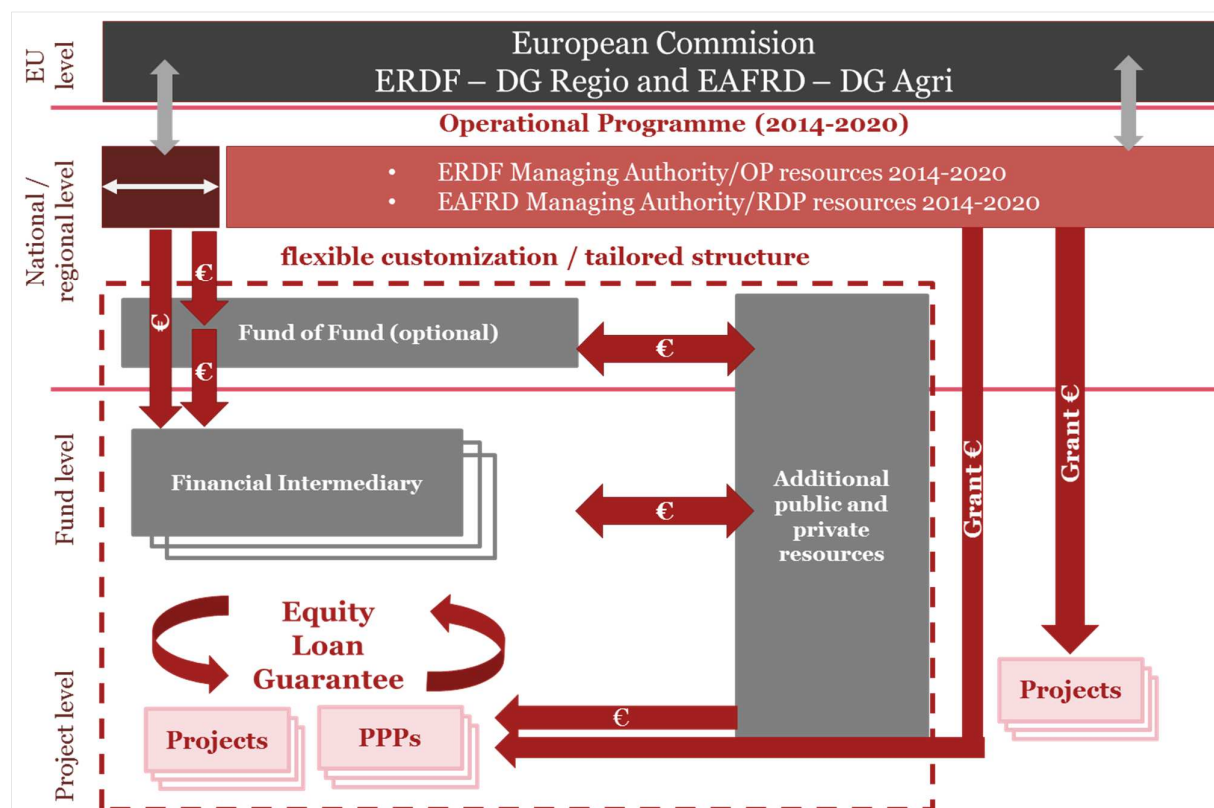 EU
level
European Commision
ERDF – DG Regio and EAFRD – DG Agri
Operational Programme (2014-2020)
National /
regional level
• ERDF Managing Authority/OP resources 2014-2020
• EAFRD Managing Authority/RDP resources 2014-2020
flexible customization / tailored structure
€
€
Fund of Fund (optional)
€
€
Fund level
Financial Intermediary
€
Additional
public and
private
resources
Grant €
Grant €
Project level
Equity
Loan
Guarantee
Projects
PPPs
€
Projects